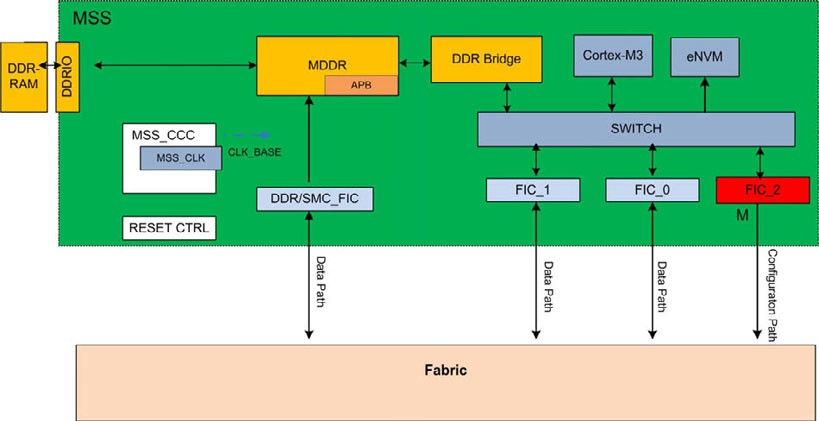 MSS
DDR-
RAM
DDRIO
MDDR
APB
DDR Bridge
Cortex-M3
eNVM
SWITCH
MSS_CCC
MSS_CLK
CLK_BASE
DDR/SMC_FIC
FIC_1
FIC_0
FIC_2
M
RESET CTRL
Data Path
Data Path
Data Path
Configuraton Path
Fabric